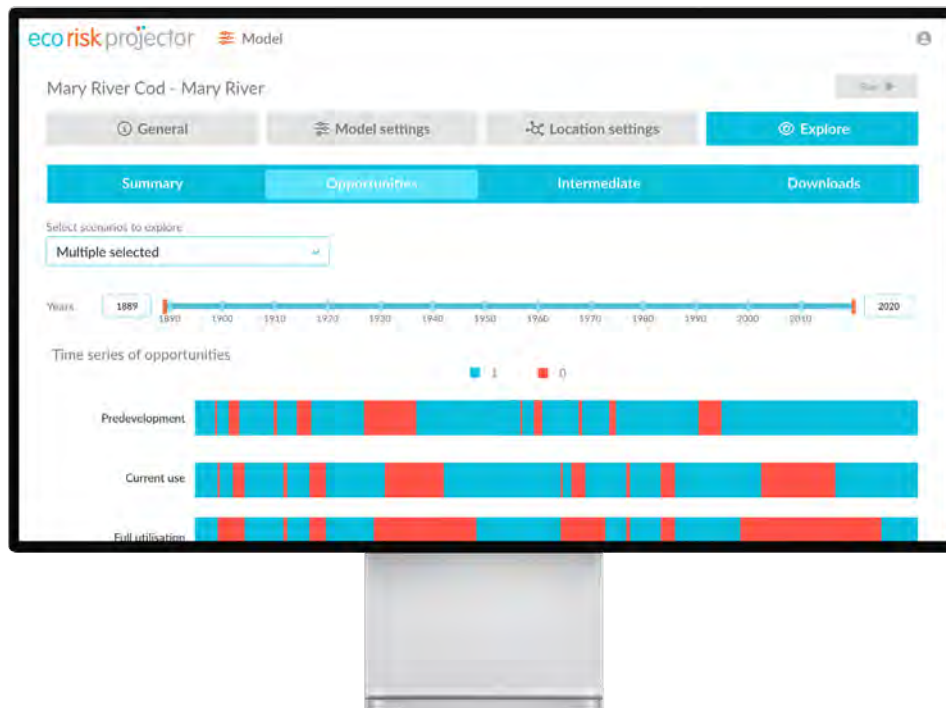 eco risk projector Model
Mary River Cod - Mary River
Run
General Model settings Location settings Explore
Summary Opportunities Intermediate Downloads
Select scenarios to explore
Multiple selected
Years 1889 2020
1890 1900 1910 1920 1930 1940 1950 1960 1970 1980 1990 2000 2010
Time series of opportunities
1 0
Predevelopment
Current use
Full utilisation